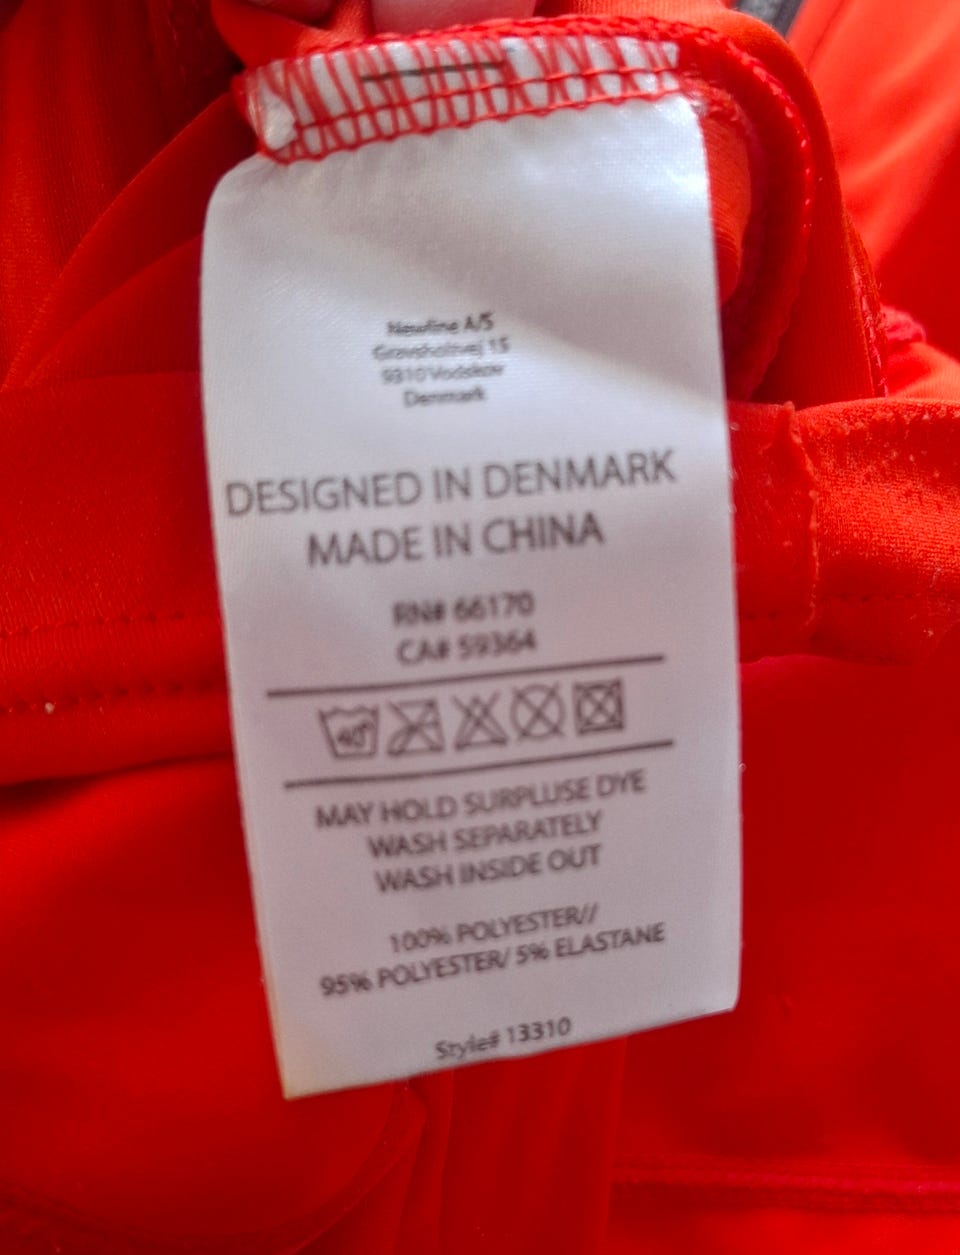 Newline A/S
Gravsholtvej 15
9310 Vodskov
Denmark
DESIGNED IN DENMARK
MADE IN CHINA
RN# 66170
CA# 59364
40°
MAY HOLD SURPLUSE DYE
WASH SEPARATELY
WASH INSIDE OUT
100% POLYESTER//
95% POLYESTER/ 5% ELASTANE
Style# 13310